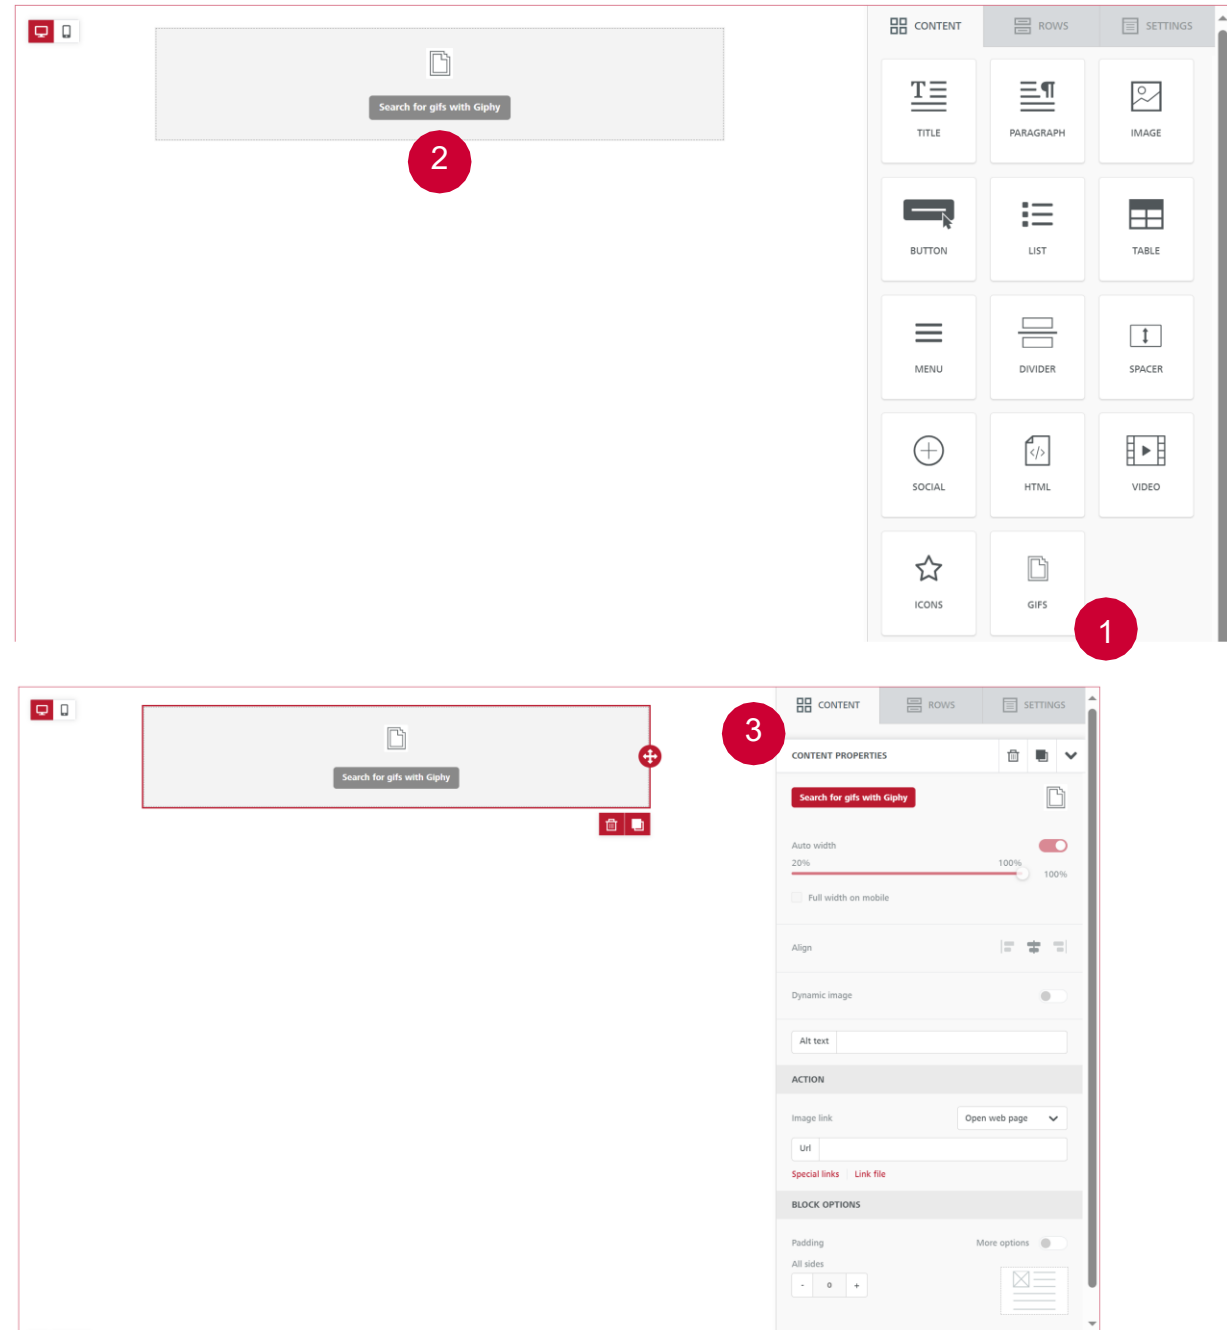 CONTENT ROWS SETTINGS
Search for gifs with Giphy
2
TITLE PARAGRAPH IMAGE
BUTTON LIST TABLE
MENU DIVIDER SPACER
SOCIAL HTML VIDEO
ICONS GIFS
1
CONTENT ROWS SETTINGS
3
CONTENT PROPERTIES
Search for gifs with Giphy
Search for gifs with Giphy
Auto width
20% 100%
100%
Full width on mobile
Align
Dynamic image
Alt text
ACTION
Image link Open web page
Url
Special links Link file
BLOCK OPTIONS
Padding More options
All sides
- 0 +